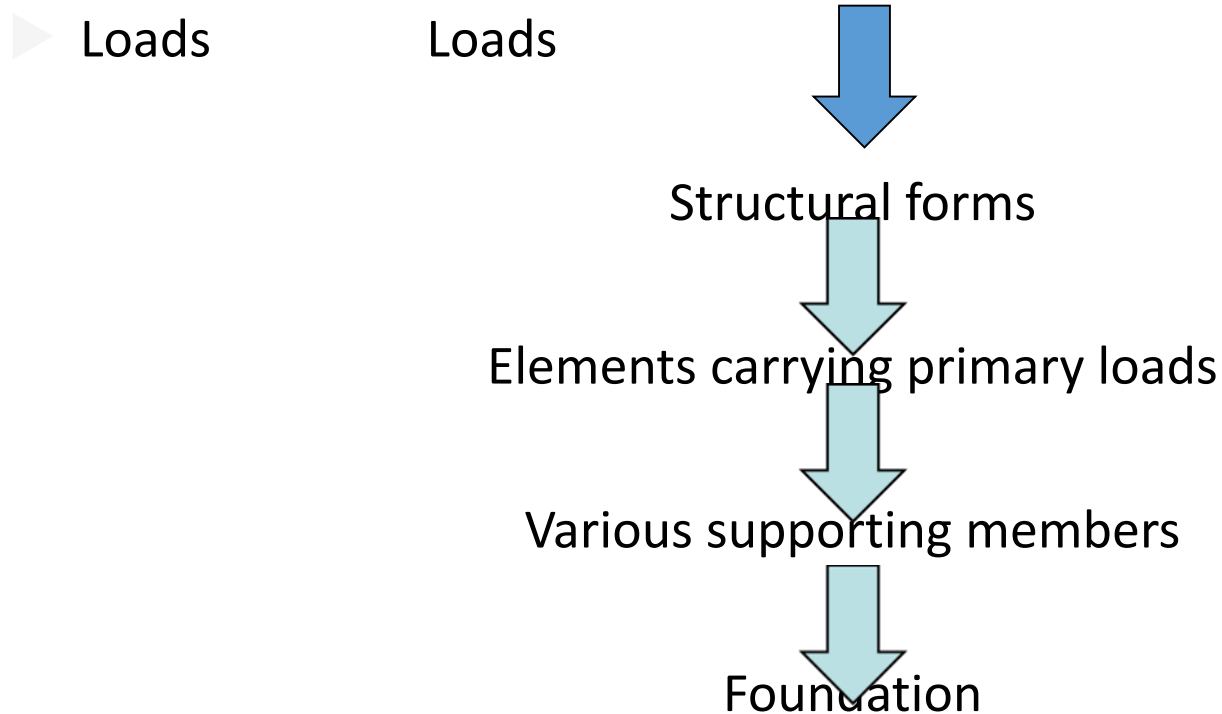 Loads Loads
Structural forms
Elements carrying primary loads
Various supporting members
Foundation